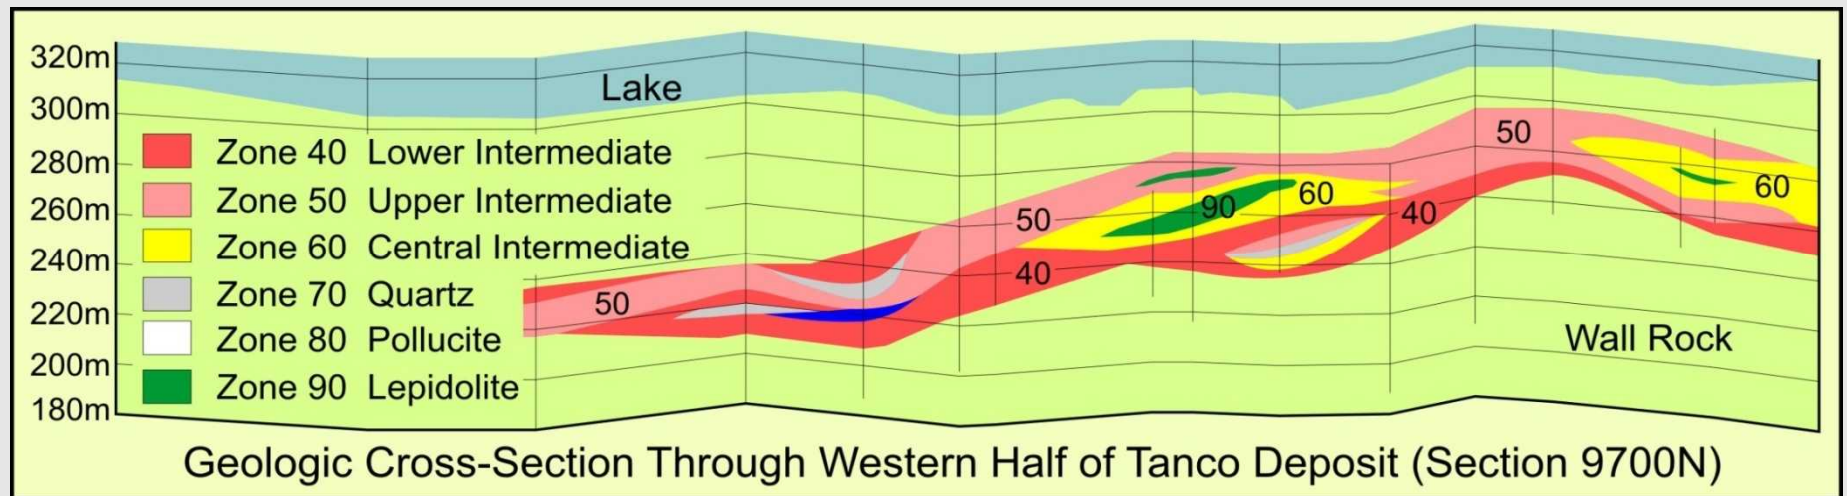 320m
Lake
300m
50
Zone 40 Lower Intermediate
280m
Zone 50 Upper Intermediate
60
60
260m
90
40
50
Zone 60 Central Intermediate
240m
40
Zone 70 Quartz
50
220m
Zone 80 Pollucite
Wall Rock
200m
Zone 90 Lepidolite
180m
Geologic Cross-Section Through Western Half of Tanco Deposit (Section 9700N)